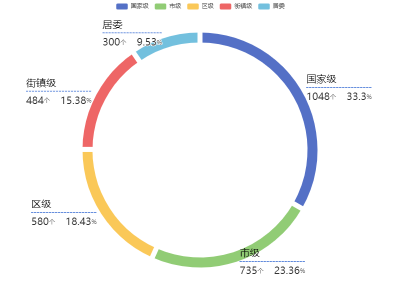 国家级 市级 区级 街镇级 居委
居委
300个 9.53%
国家级
1048个 33.3%
街镇级
484个 15.38%
区级
580个 18.43%
市级
735个 23.36%